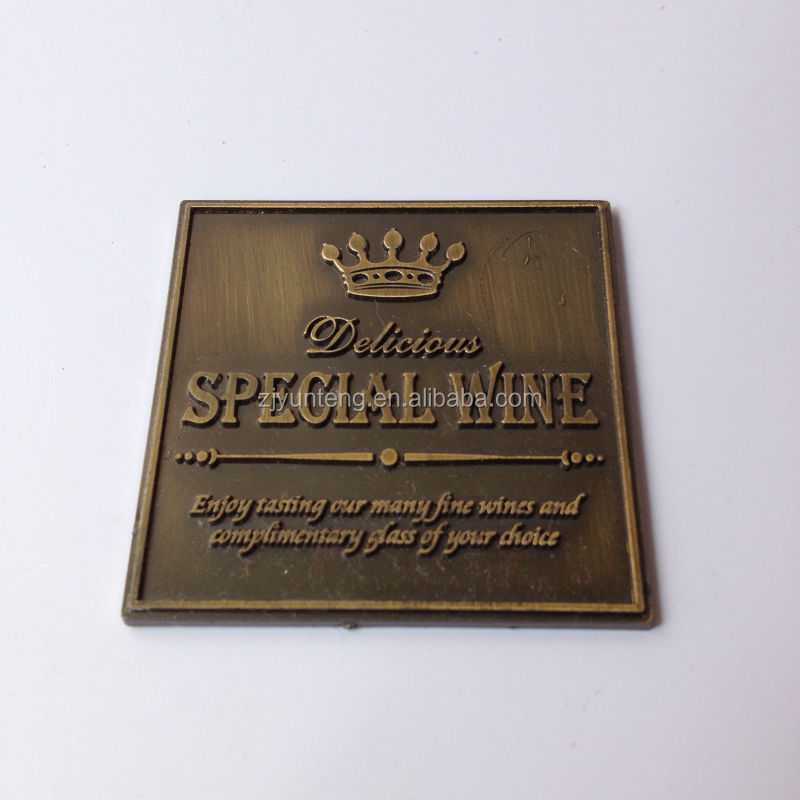 Delicious
SPECIAL WINE
zjyunteng.en.alibaba.com
Enjoy tasting our many fine wines and
complimentary glass of your choice